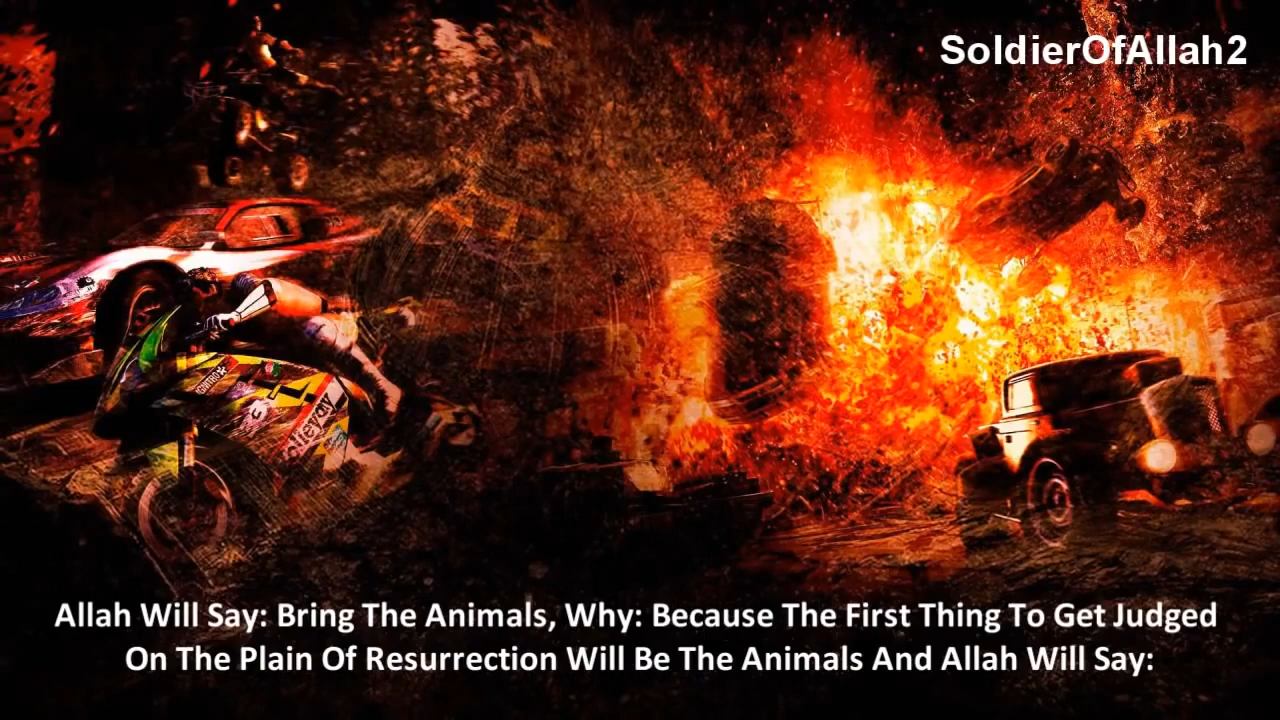 SoldierOfAllah2
Allah Will Say: Bring The Animals, Why: Because The First Thing To Get Judged
On The Plain Of Resurrection Will Be The Animals And Allah Will Say: